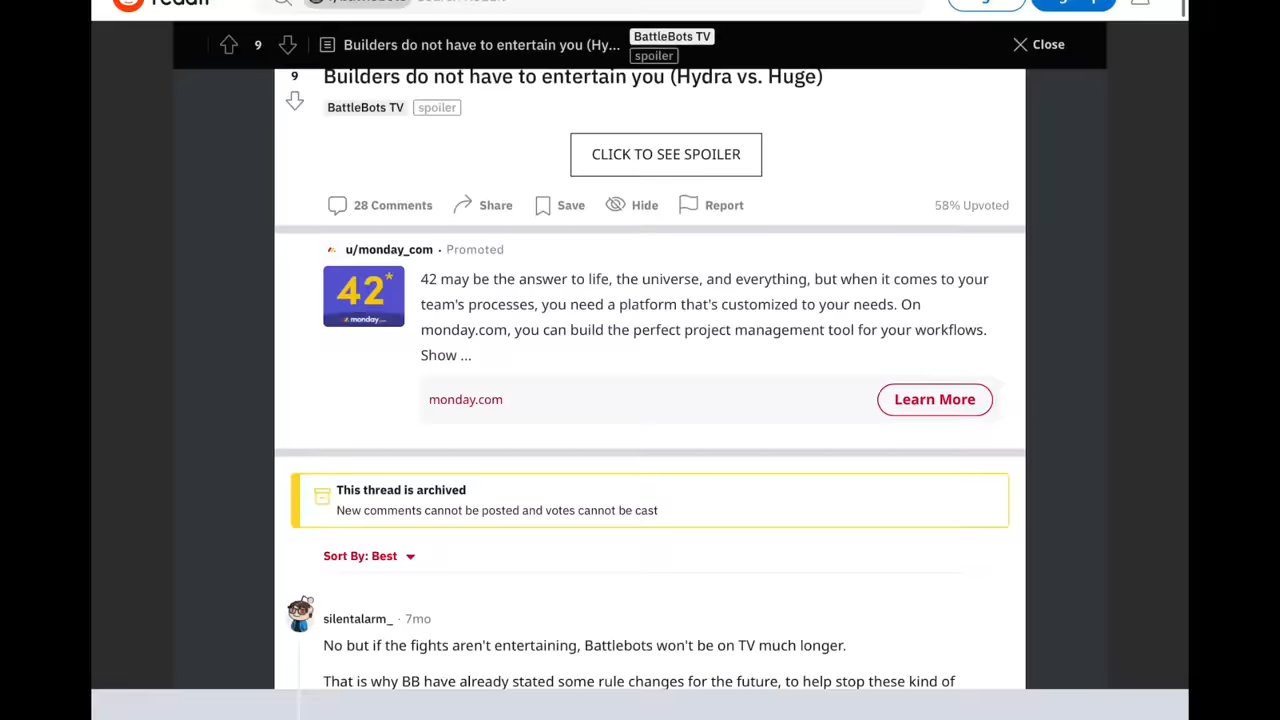 9
Builders do not have to entertain you (Hy...
BattleBots TV
spoiler
Close
9
Builders do not have to entertain you (Hydra vs. Huge)
BattleBots TV
spoiler
CLICK TO SEE SPOILER
28 Comments
Share
Save
Hide
Report
58% Upvoted
u/monday_com · Promoted
42*
monday.com
42 may be the answer to life, the universe, and everything, but when it comes to your
team's processes, you need a platform that's customized to your needs. On
monday.com, you can build the perfect project management tool for your workflows.
Show ...
monday.com
Learn More
This thread is archived
New comments cannot be posted and votes cannot be cast
Sort By: Best
silentalarm_ · 7mo
No but if the fights aren't entertaining, Battlebots won't be on TV much longer.
That is why BB have already stated some rule changes for the future, to help stop these kind of